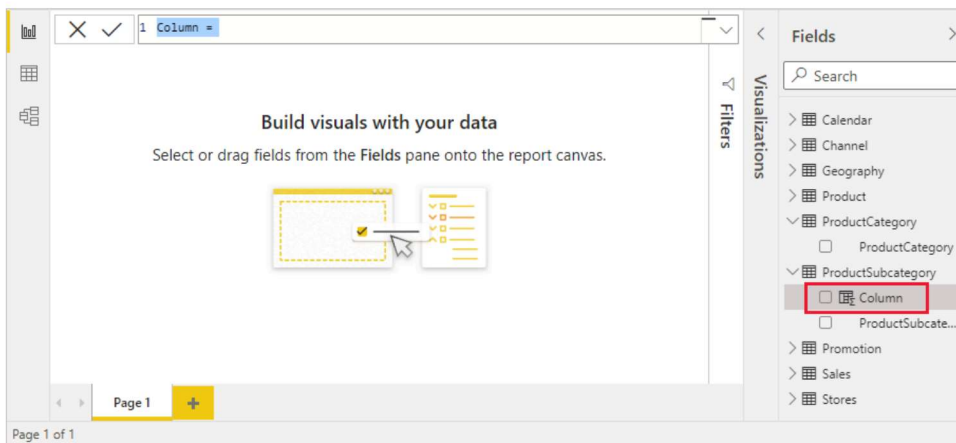 1 Column =
Build visuals with your data
Select or drag fields from the Fields pane onto the report canvas.
Page 1
Page 1 of 1
Filters
Visualizations
Fields
Search
Calendar
Channel
Geography
Product
ProductCategory
ProductCategory
ProductSubcategory
Column
ProductSubcate...
Promotion
Sales
Stores